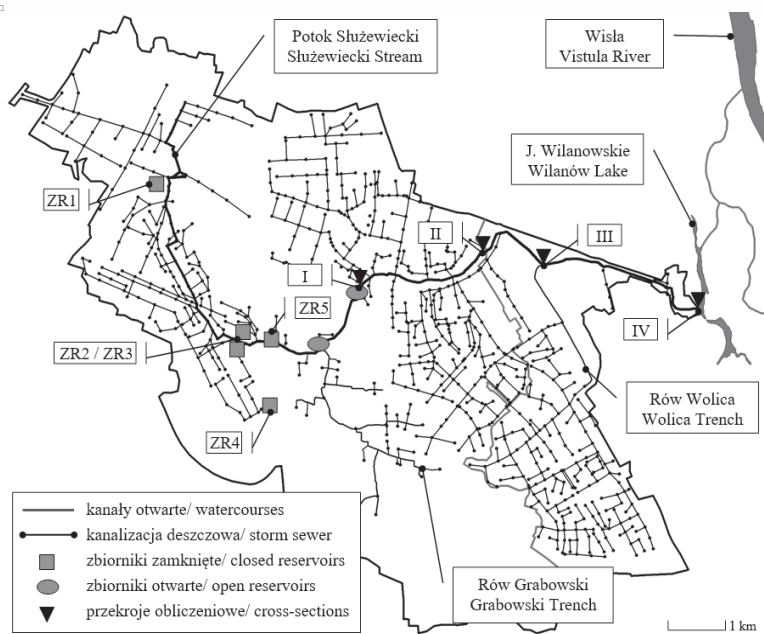 Potok Służewiecki
Służewiecki Stream
Wisła
Vistula River
J. Wilanowskie
Wilanów Lake
ZR1
II
III
I
ZR5
IV
ZR2 / ZR3
Rów Wolica
Wolica Trench
ZR4
kanały otwarte/ watercourses
kanalizacja deszczowa/ storm sewer
zbiorniki zamknięte/ closed reservoirs
zbiorniki otwarte/ open reservoirs
przekroje obliczeniowe/ cross-sections
Rów Grabowski
Grabowski Trench
1 km